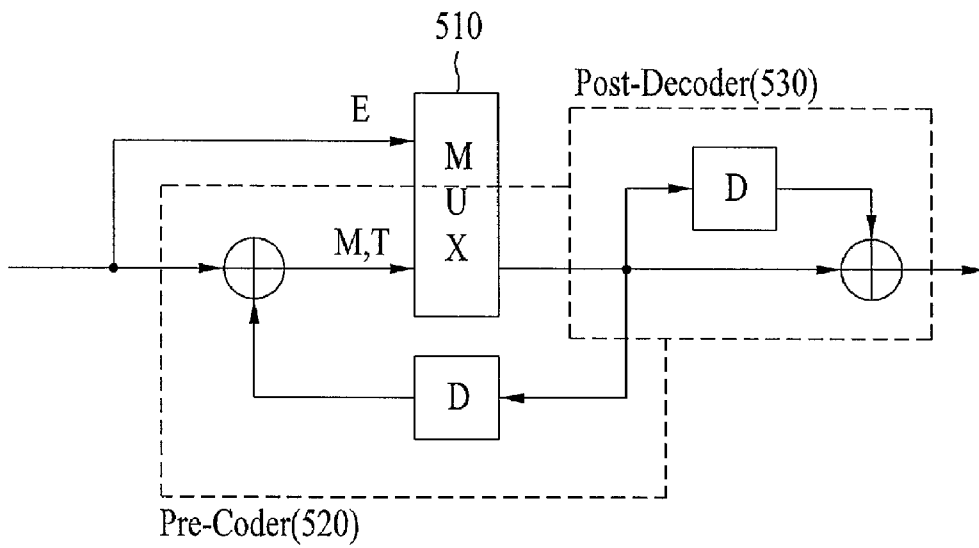 510
Post-Decoder(530)
E
M
U
X
D
M,T
D
Pre-Coder(520)